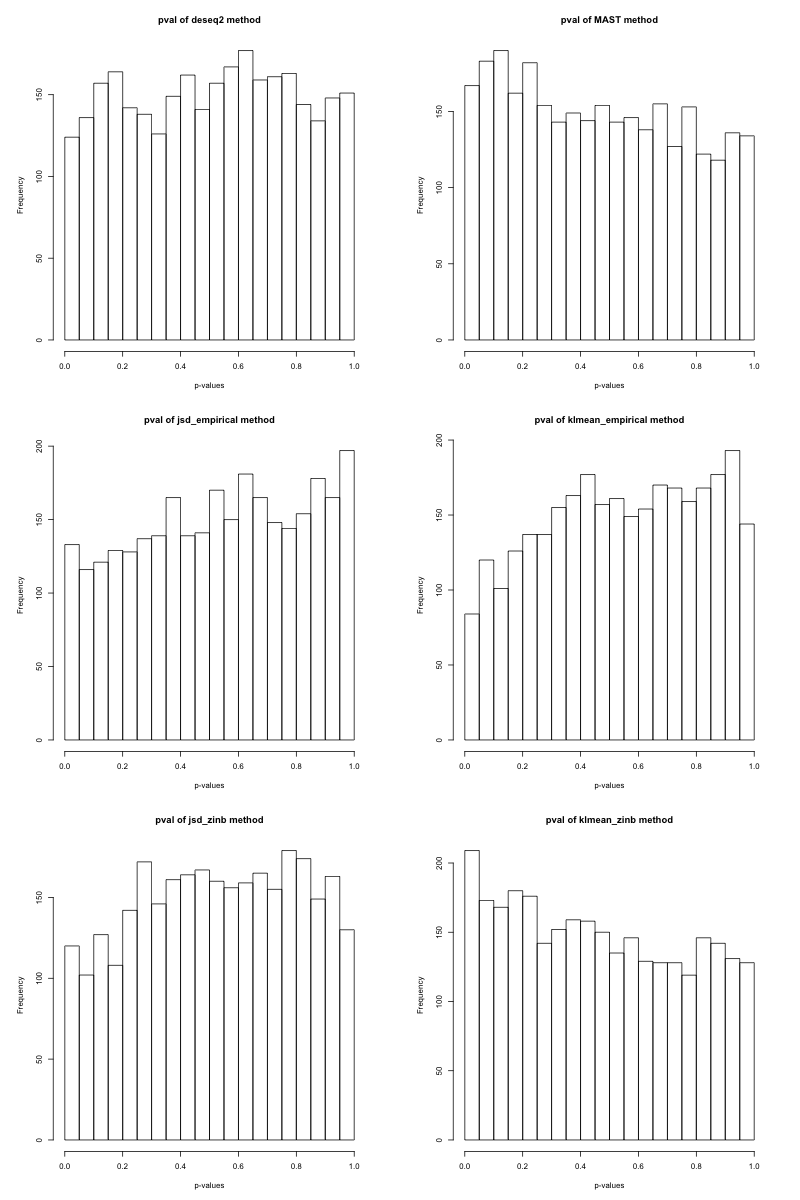 pval of deseq2 method
Frequency
0 50 100 150
0.0 0.2 0.4 0.6 0.8 1.0
p-values
pval of MAST method
Frequency
0 50 100 150
0.0 0.2 0.4 0.6 0.8 1.0
p-values
pval of jsd_empirical method
Frequency
0 50 100 150 200
0.0 0.2 0.4 0.6 0.8 1.0
p-values
pval of klmean_empirical method
Frequency
0 50 100 150 200
0.0 0.2 0.4 0.6 0.8 1.0
p-values
pval of jsd_zinb method
Frequency
0 50 100 150
0.0 0.2 0.4 0.6 0.8 1.0
p-values
pval of klmean_zinb method
Frequency
0 50 100 150 200
0.0 0.2 0.4 0.6 0.8 1.0
p-values